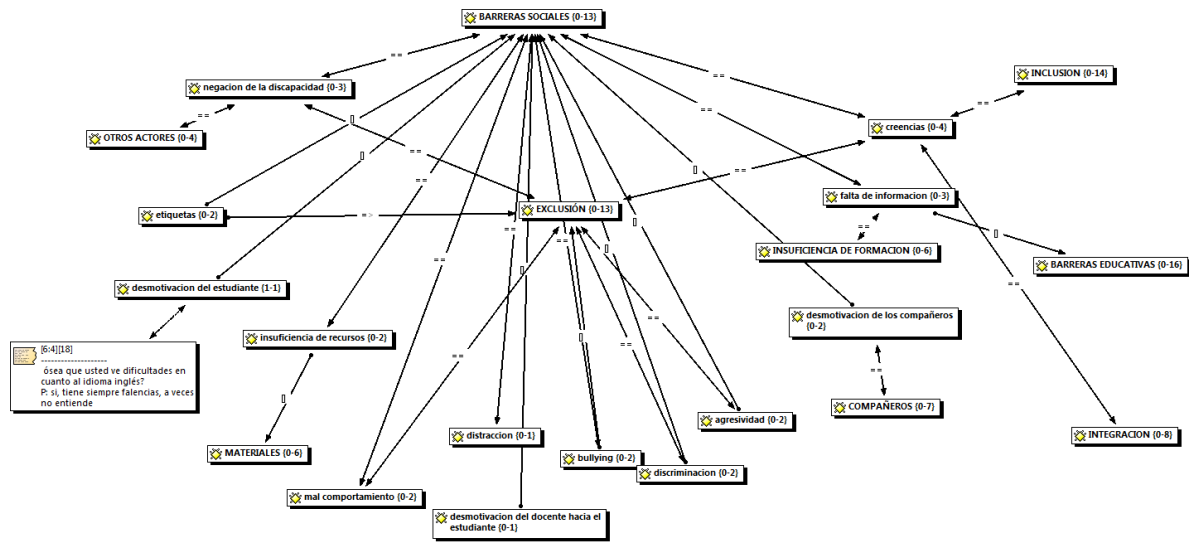 BARRERAS SOCIALES {0-13}
==
INCLUSION {0-14}
==
negacion de la discapacidad {0-3}
==
==
creencias {0-4}
[]
==
OTROS ACTORES {0-4}
==
[]
==
==
[]
==
falta de informacion {0-3}
etiquetas {0-2}
=>
EXCLUSIÓN {0-13}
[]
==
==
[]
INSUFICIENCIA DE FORMACION {0-6}
==
[]
BARRERAS EDUCATIVAS {0-16}
==
[]
==
desmotivacion del estudiante {1-1}
desmotivacion de los compañeros
{0-2}
insuficiencia de recursos {0-2}
[]
==
==
[6:4][18]
--------------------
ósea que usted ve dificultades en
cuanto al idioma inglés?
P: si, tiene siempre falencias, a veces
no entiende
==
==
[]
COMPAÑEROS {0-7}
agresividad {0-2}
distraccion {0-1}
INTEGRACION {0-8}
MATERIALES {0-6}
bullying {0-2}
discriminacion {0-2}
mal comportamiento {0-2}
desmotivacion del docente hacia el
estudiante {0-1}